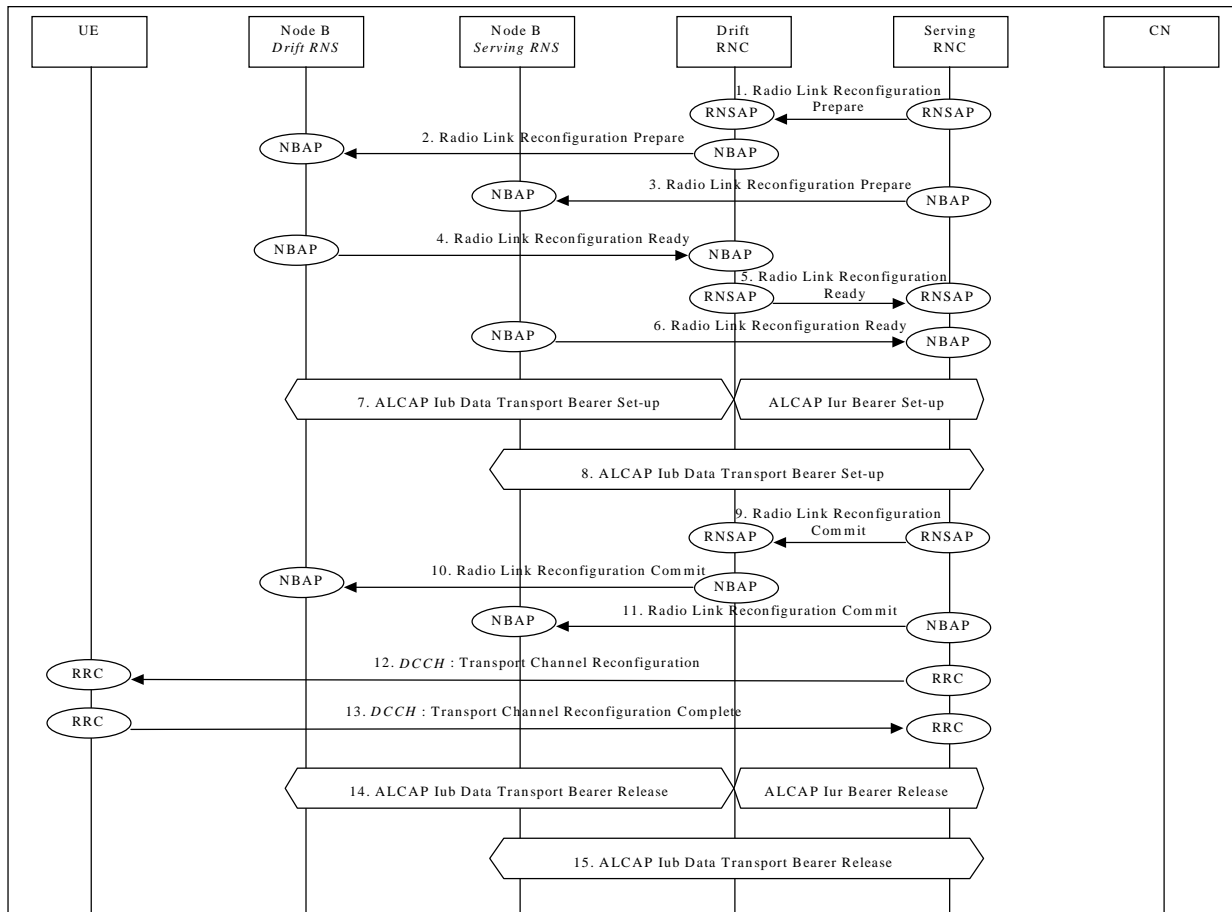 UE
Node B
Drift RNS
Node B
Serving RNS
Drift
RNC
Serving
RNC
CN
1. Radio Link Reconfiguration
Prepare
RNSAP
RNSAP
2. Radio Link Reconfiguration Prepare
NBAP
NBAP
3. Radio Link Reconfiguration Prepare
NBAP
NBAP
4. Radio Link Reconfiguration Ready
NBAP
NBAP
5. Radio Link Reconfiguration
Ready
RNSAP
RNSAP
6. Radio Link Reconfiguration Ready
NBAP
NBAP
7. ALCAP Iub Data Transport Bearer Set-up
ALCAP Iur Bearer Set-up
8. ALCAP Iub Data Transport Bearer Set-up
9. Radio Link Reconfiguration
Commit
RNSAP
RNSAP
10. Radio Link Reconfiguration Commit
NBAP
NBAP
11. Radio Link Reconfiguration Commit
NBAP
NBAP
12. DCCH : Transport Channel Reconfiguration
RRC
RRC
13. DCCH : Transport Channel Reconfiguration Complete
RRC
RRC
14. ALCAP Iub Data Transport Bearer Release
ALCAP Iur Bearer Release
15. ALCAP Iub Data Transport Bearer Release